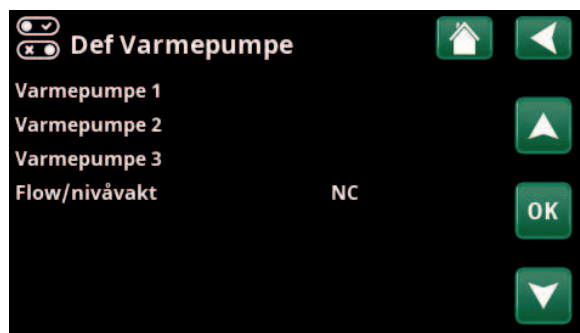 Def Varmepumpe
Varmepumpe 1
Varmepumpe 2
Varmepumpe 3
Flow/nivåvakt NC
OK